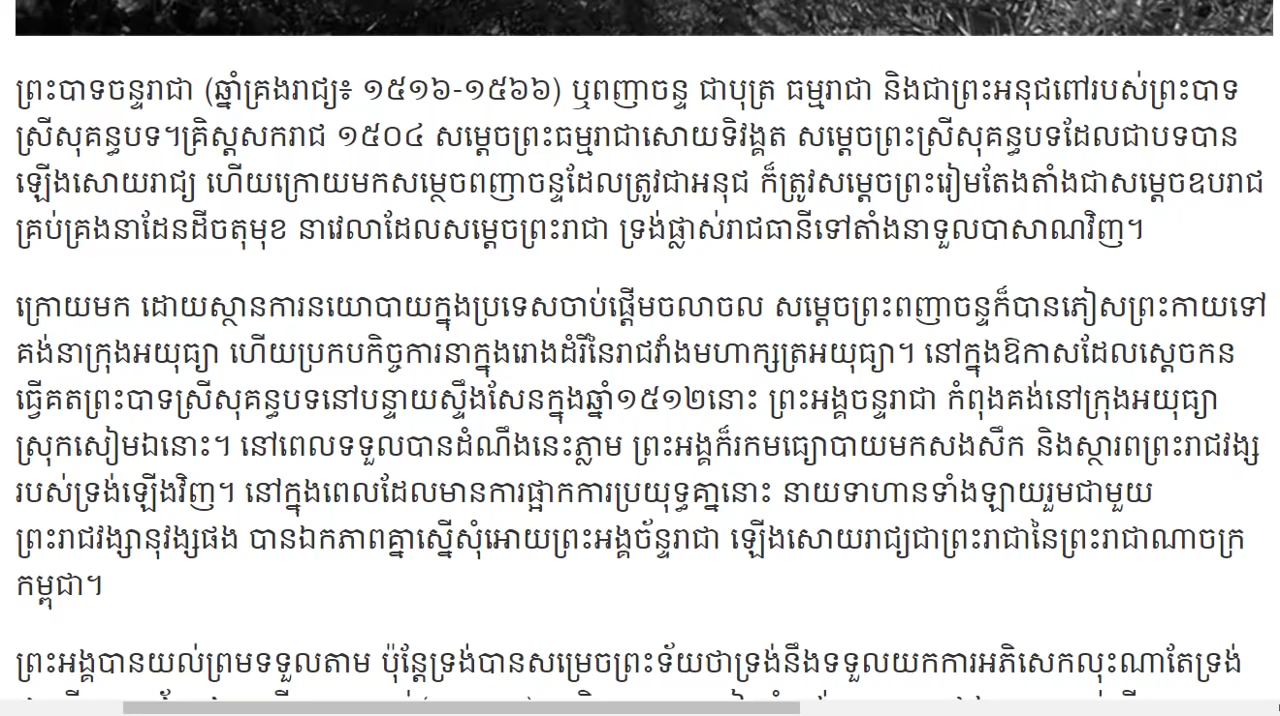 ព្រះបាទចន្ទរាជា (ឆ្នាំគ្រងរាជ្យ៖ ១៥១៦-១៥៦៦) ឬពញាចន្ទ ជាបុត្រ ធម្មរាជា និងជាព្រះអនុជពៅរបស់ព្រះបាទ
ស្រីសុគន្ធបទ។គ្រិស្តសករាជ ១៥០៤ សម្ដេចព្រះធម្មរាជាសោយទិវង្គត សម្ដេចព្រះស្រីសុគន្ធបទដែលជាបទបាន
ឡើងសោយរាជ្យ ហើយក្រោយមកសម្ដេចពញាចន្ទដែលត្រូវជាអនុជ ក៏ត្រូវសម្ដេចព្រះរៀមតែងតាំងជាសម្ដេចឧបរាជ
គ្រប់គ្រងនាដែនដីចតុមុខ នាវេលាដែលសម្ដេចព្រះរាជា ទ្រង់ផ្លាស់រាជធានីទៅតាំងនាទួលបាសាណវិញ។
ក្រោយមក ដោយស្ថានការនយោបាយក្នុងប្រទេសចាប់ផ្ដើមចលាចល សម្ដេចព្រះពញាចន្ទក៏បានភៀសព្រះកាយទៅ
គង់នាក្រុងអយុធ្យា ហើយប្រកបកិច្ចការនាក្នុងរោងដំរីនៃរាជវាំងមហាក្សត្រអយុធ្យា។ នៅក្នុងឱកាសដែលស្ដេចកន
ធ្វើគតព្រះបាទស្រីសុគន្ធបទនៅបន្ទាយស្ទឹងសែនក្នុងឆ្នាំ១៥១២នោះ ព្រះអង្គចន្ទរាជា កំពុងគង់នៅក្រុងអយុធ្យា
ស្រុកសៀមឯនោះ។ នៅពេលទទួលបានដំណឹងនេះភ្លាម ព្រះអង្គក៏រកមធ្យោបាយមកសងសឹក និងស្ថារពព្រះរាជវង្ស
របស់ទ្រង់ឡើងវិញ។ នៅក្នុងពេលដែលមានការផ្អាកការប្រយុទ្ធគ្នានោះ នាយទាហានទាំងឡាយរួមជាមួយ
ព្រះរាជវង្សានុវង្សផង បានឯកភាពគ្នាស្នើសុំអោយព្រះអង្គច័ន្ទរាជា ឡើងសោយរាជ្យជាព្រះរាជានៃព្រះរាជាណាចក្រ
កម្ពុជា។
ព្រះអង្គបានយល់ព្រមទទួលតាម ប៉ុន្តែទ្រង់បានសម្រេចព្រះទ័យថាទ្រង់នឹងទទួលយកការអភិសេកលុះណាតែទ្រង់